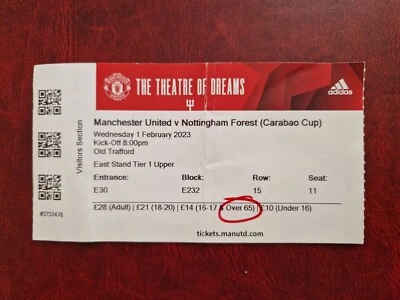 THE THEATRE OF DREAMS
adidas
Visitors Section
Manchester United v Nottingham Forest (Carabao Cup)
Wednesday 1 February 2023
Kick-Off 8:00pm
Old Trafford
East Stand Tier 1 Upper
Entrance: Block: Row: Seat:
E30 E232 15 11
£28 (Adult) | £21 (18-20) | £14 (16-17 & Over 65) | £10 (Under 16)
tickets.manutd.com